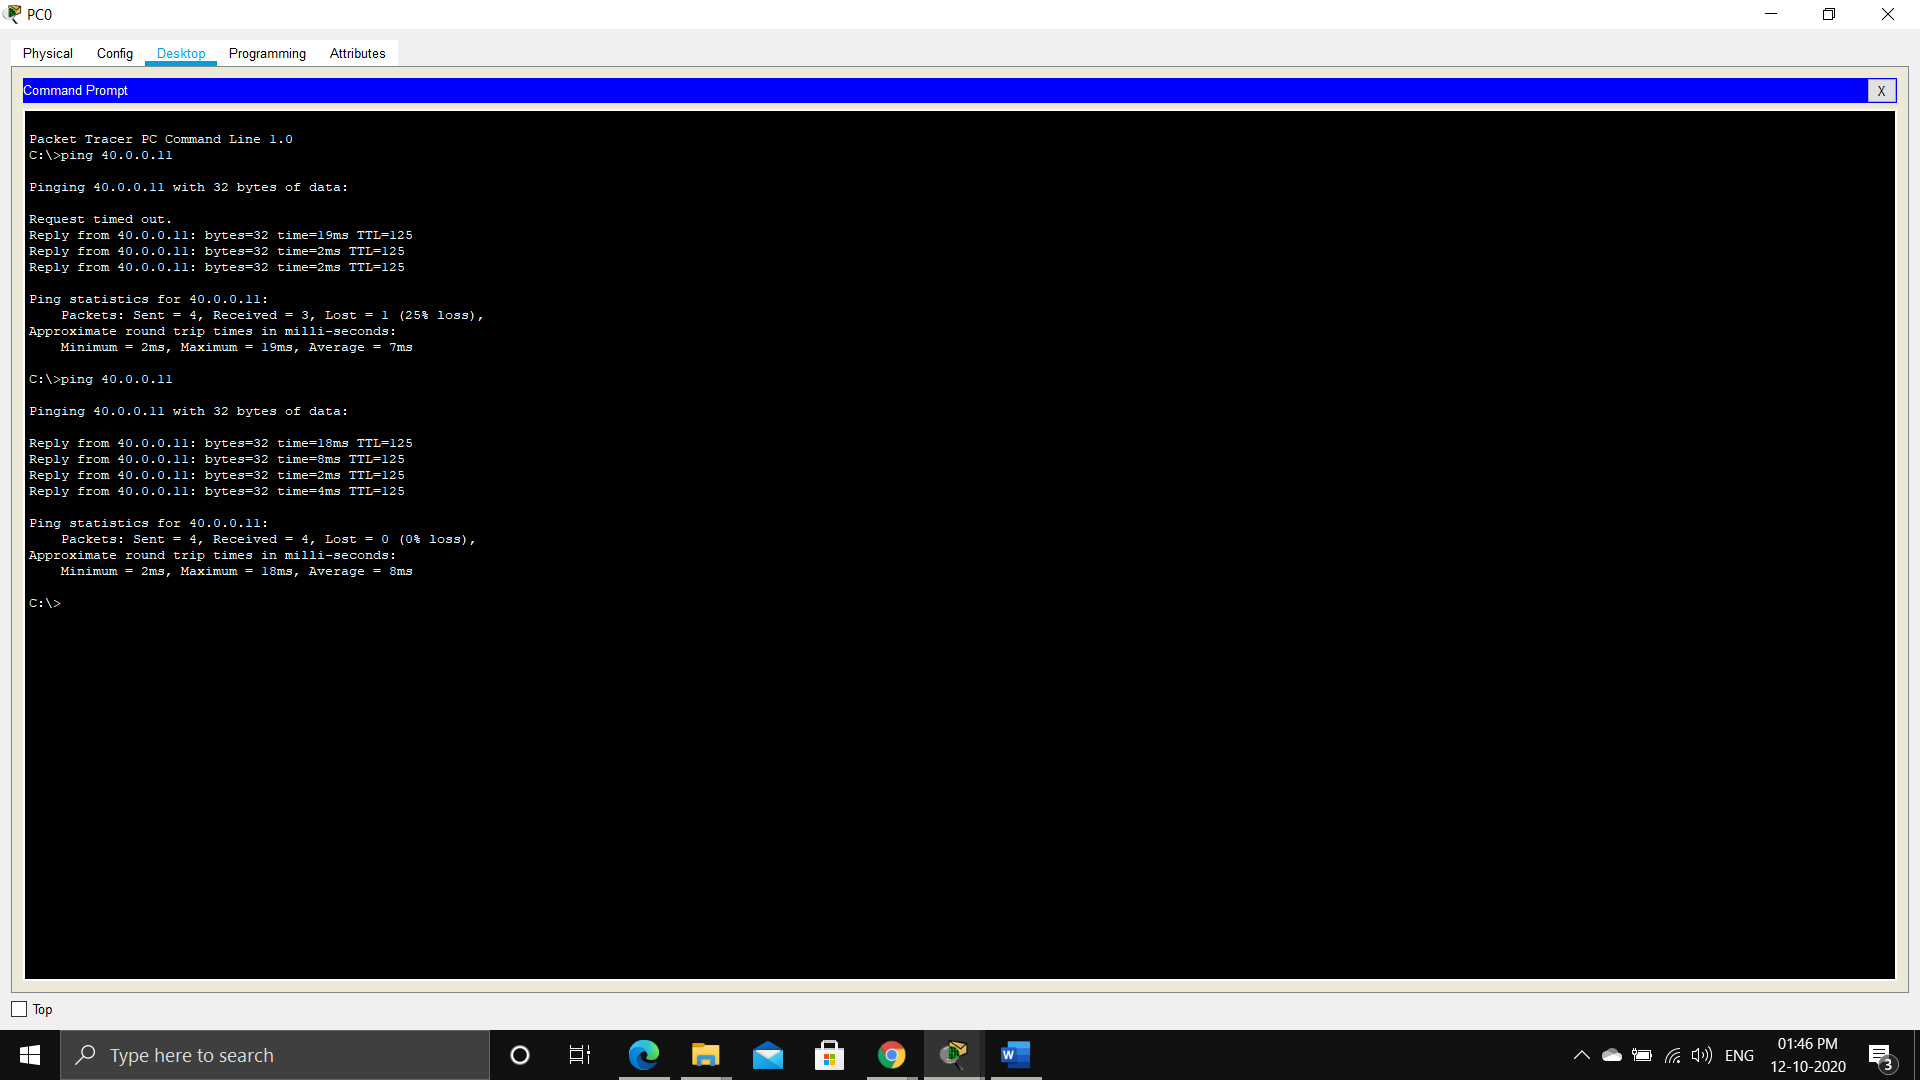 PC0
Physical Config Desktop Programming Attributes
Command Prompt
X
Packet Tracer PC Command Line 1.0
C:\>ping 40.0.0.11
Pinging 40.0.0.11 with 32 bytes of data:
Request timed out.
Reply from 40.0.0.11: bytes=32 time=19ms TTL=125
Reply from 40.0.0.11: bytes=32 time=2ms TTL=125
Reply from 40.0.0.11: bytes=32 time=2ms TTL=125
Ping statistics for 40.0.0.11:
Packets: Sent = 4, Received = 3, Lost = 1 (25% loss),
Approximate round trip times in milli-seconds:
Minimum = 2ms, Maximum = 19ms, Average = 7ms
C:\>ping 40.0.0.11
Pinging 40.0.0.11 with 32 bytes of data:
Reply from 40.0.0.11: bytes=32 time=18ms TTL=125
Reply from 40.0.0.11: bytes=32 time=8ms TTL=125
Reply from 40.0.0.11: bytes=32 time=2ms TTL=125
Reply from 40.0.0.11: bytes=32 time=4ms TTL=125
Ping statistics for 40.0.0.11:
Packets: Sent = 4, Received = 4, Lost = 0 (0% loss),
Approximate round trip times in milli-seconds:
Minimum = 2ms, Maximum = 18ms, Average = 8ms
C:\>
Top
Type here to search
W
ENG
01:46 PM
12-10-2020
3